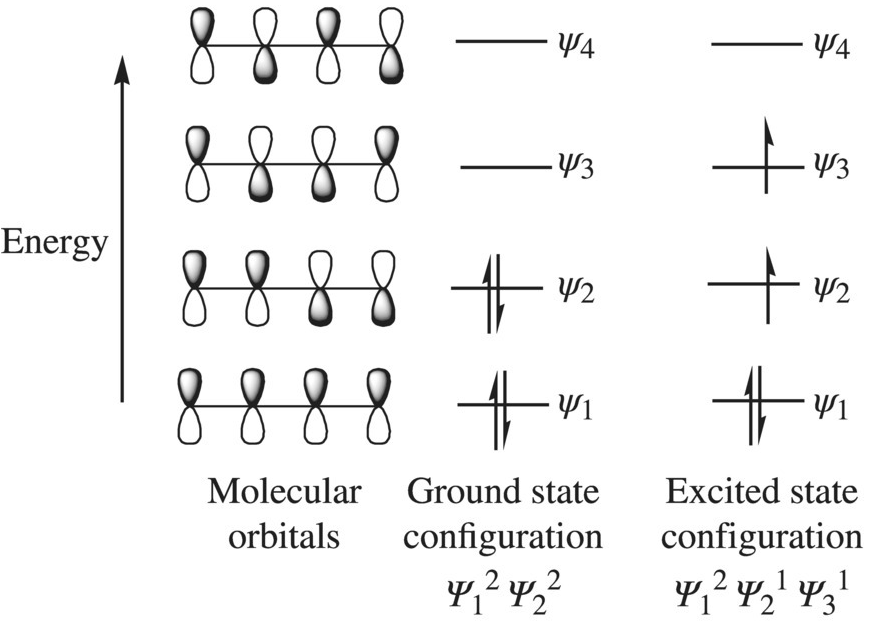 ψ4 ψ4
ψ3 ψ3
Energy
ψ2 ψ2
ψ1 ψ1
Molecular Ground state Excited state
orbitals configuration configuration
Ψ1² Ψ2² Ψ1² Ψ2¹ Ψ3¹